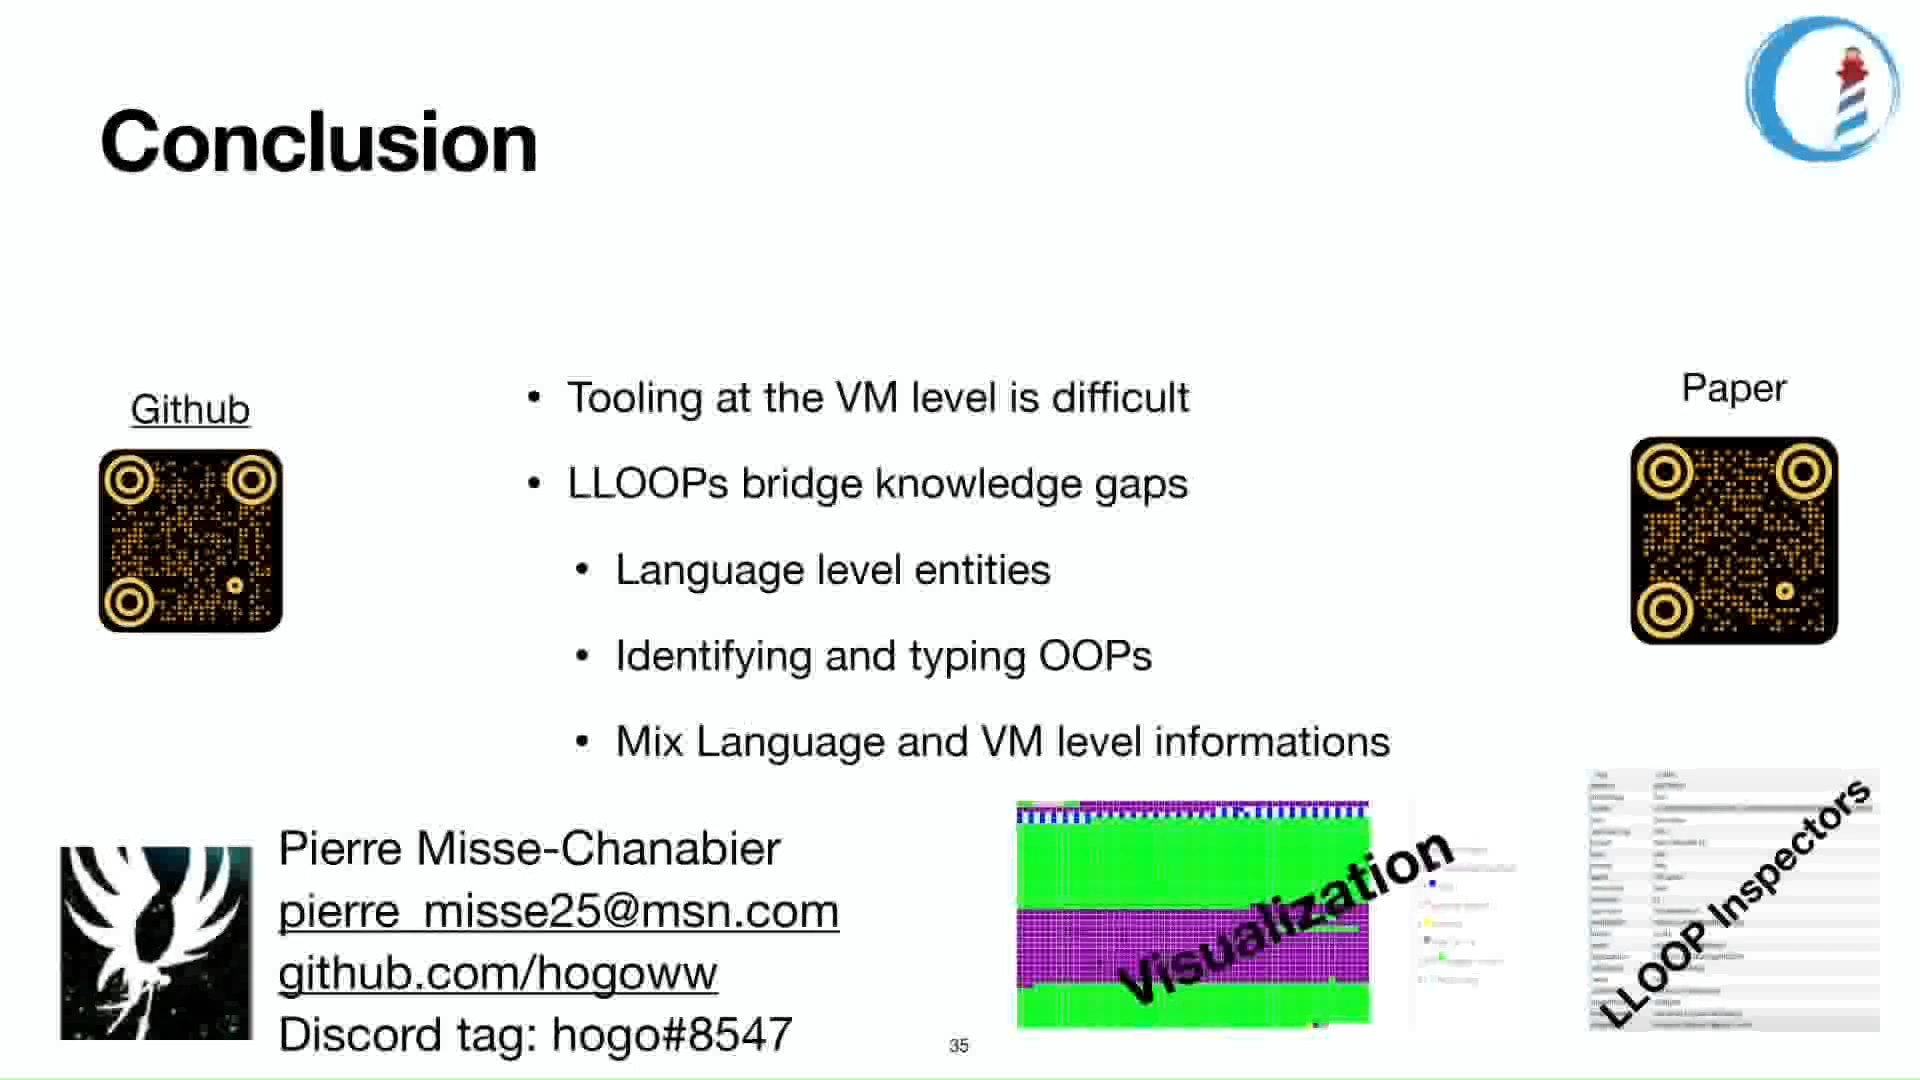 Conclusion
Github
Paper
• Tooling at the VM level is difficult
• LLOOPs bridge knowledge gaps
• Language level entities
• Identifying and typing OOPs
• Mix Language and VM level informations
Pierre Misse-Chanabier
pierre_misse25@msn.com
github.com/hogoww
Discord tag: hogo#8547
Visualization
LLOOP Inspectors
35